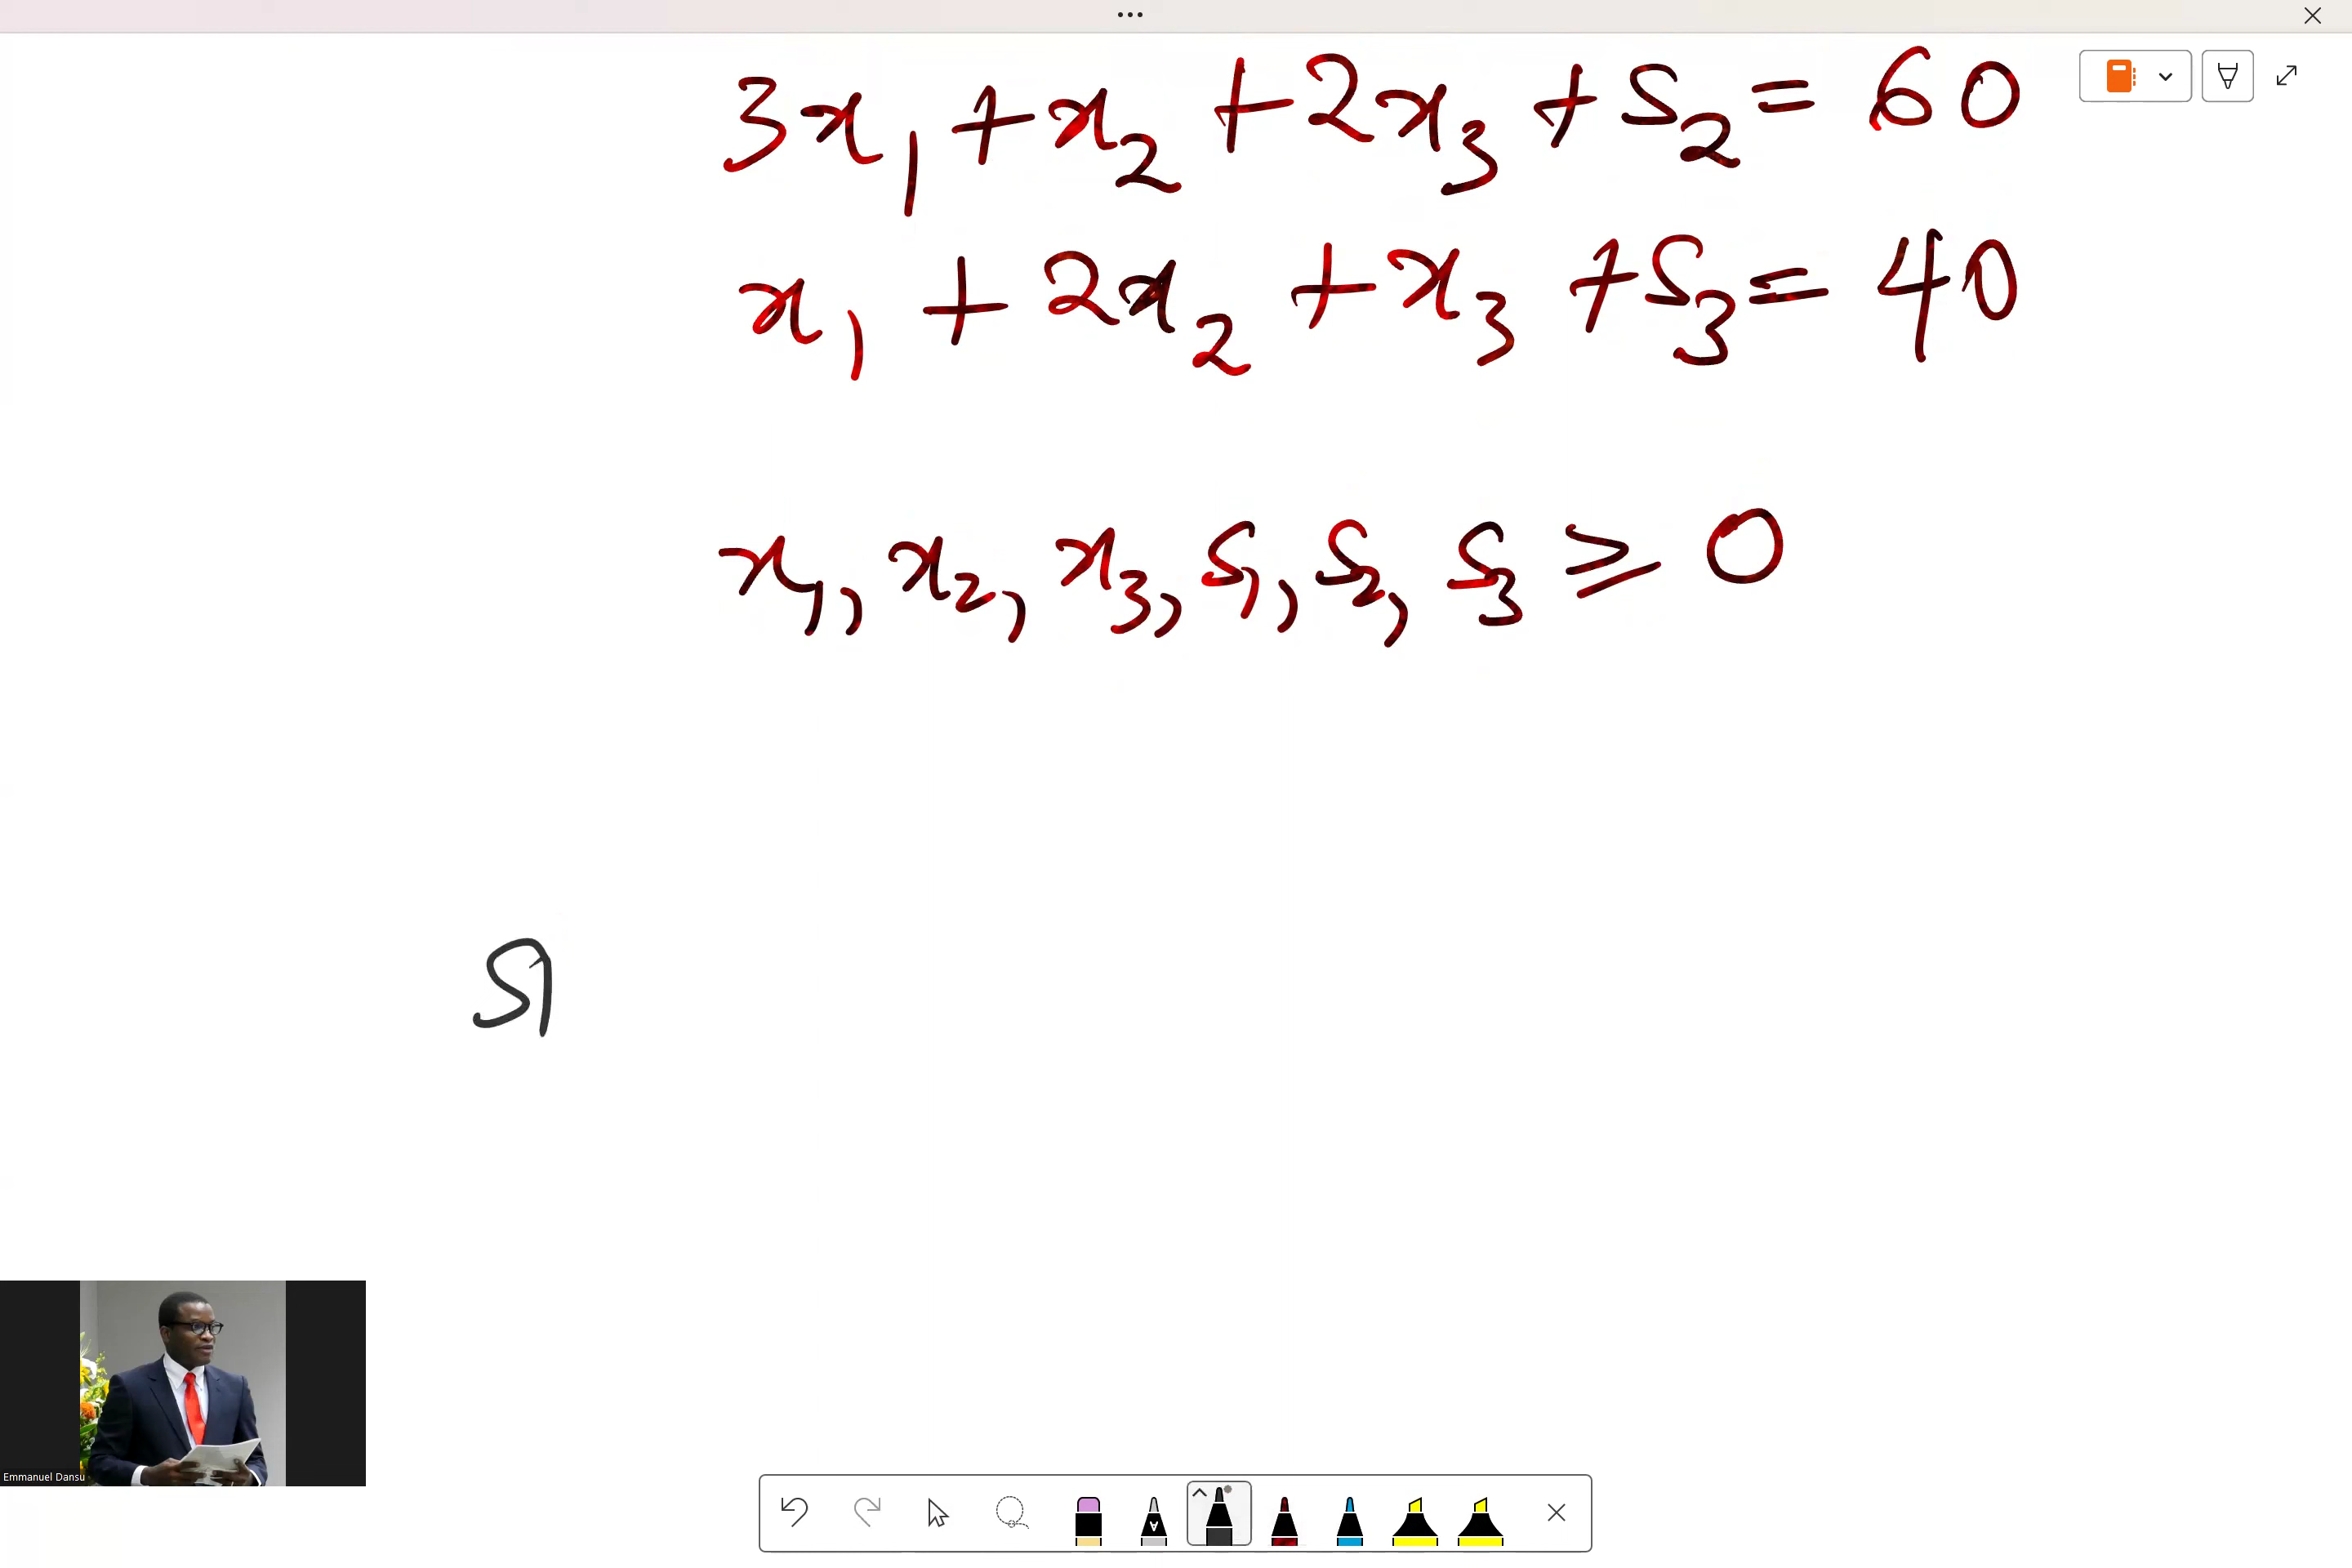 3x₁ + x₂ + 2x₃ + S₂ = 60
x₁ + 2x₂ + x₃ + S₃ = 40
x₁, x₂, x₃, S₁, S₂, S₃ ≥ 0
S1
Emmanuel Dansu